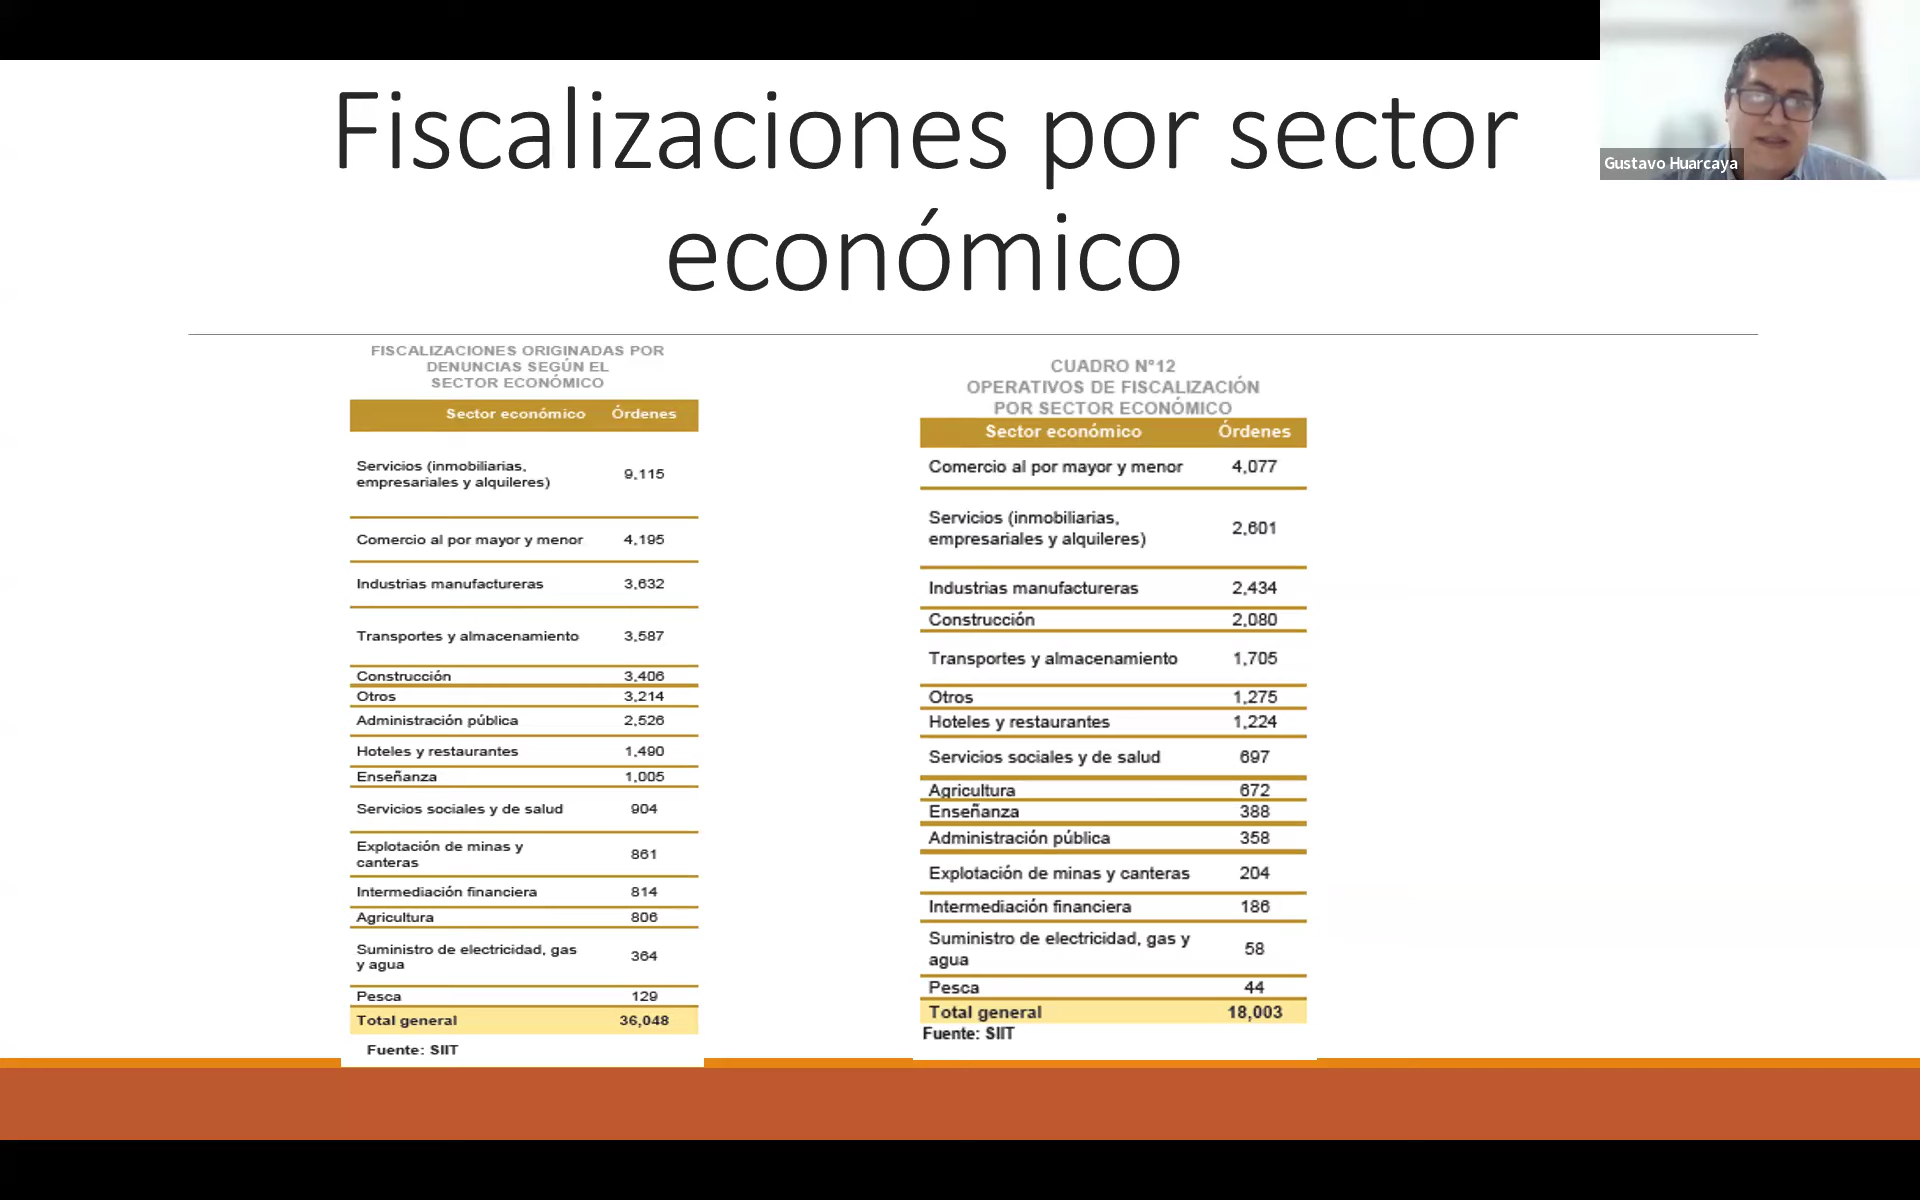 Fiscalizaciones por sector
económico
Gustavo Huarcaya
FISCALIZACIONES ORIGINADAS POR
DENUNCIAS SEGÚN EL
SECTOR ECONÓMICO
Sector económico Órdenes
Servicios (inmobiliarias,
empresariales y alquileres) 9,115
Comercio al por mayor y menor 4,195
Industrias manufactureras 3,632
Transportes y almacenamiento 3,587
Construcción 3,406
Otros 3,214
Administración pública 2,526
Hoteles y restaurantes 1,490
Enseñanza 1,005
Servicios sociales y de salud 904
Explotación de minas y
canteras 861
Intermediación financiera 814
Agricultura 806
Suministro de electricidad, gas
y agua 364
Pesca 129
Total general 36,048
Fuente: SIIT
CUADRO N°12
OPERATIVOS DE FISCALIZACIÓN
POR SECTOR ECONÓMICO
Sector económico Órdenes
Comercio al por mayor y menor 4,077
Servicios (inmobiliarias,
empresariales y alquileres) 2,601
Industrias manufactureras 2,434
Construcción 2,080
Transportes y almacenamiento 1,705
Otros 1,275
Hoteles y restaurantes 1,224
Servicios sociales y de salud 697
Agricultura 672
Enseñanza 388
Administración pública 358
Explotación de minas y canteras 204
Intermediación financiera 186
Suministro de electricidad, gas y
agua 58
Pesca 44
Total general 18,003
Fuente: SIIT